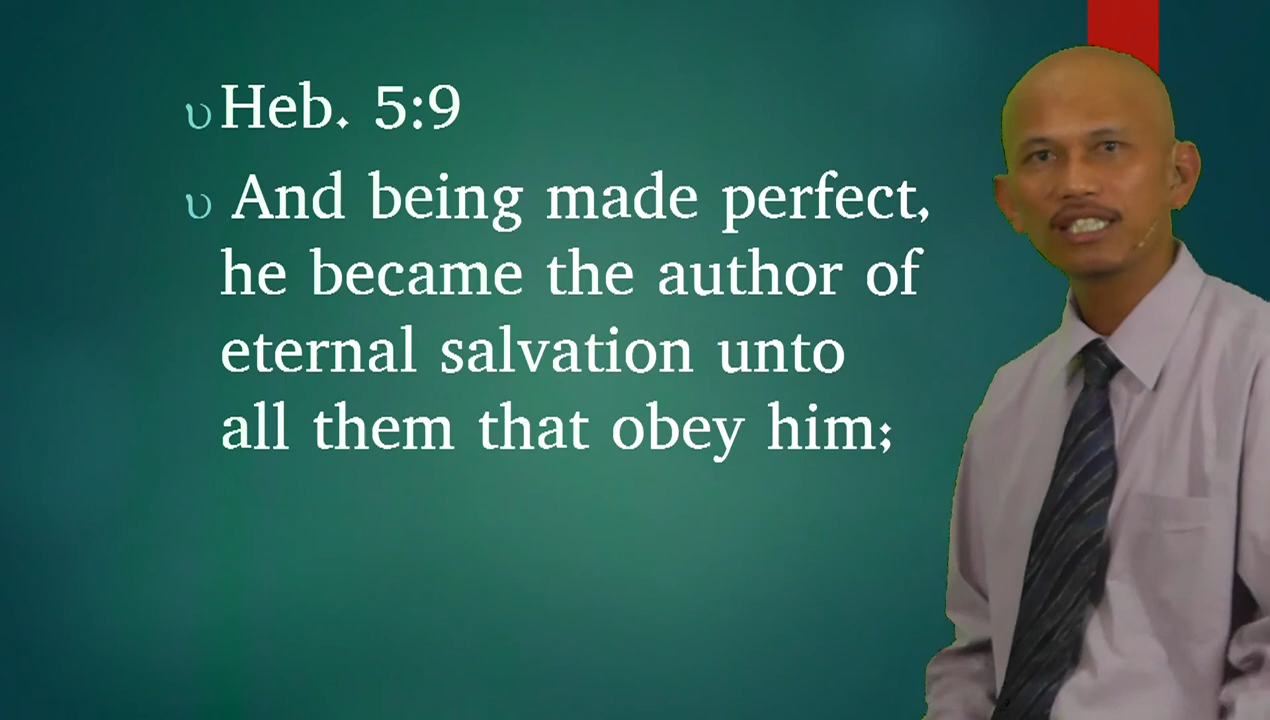 Heb. 5:9
And being made perfect,
he became the author of
eternal salvation unto
all them that obey him;